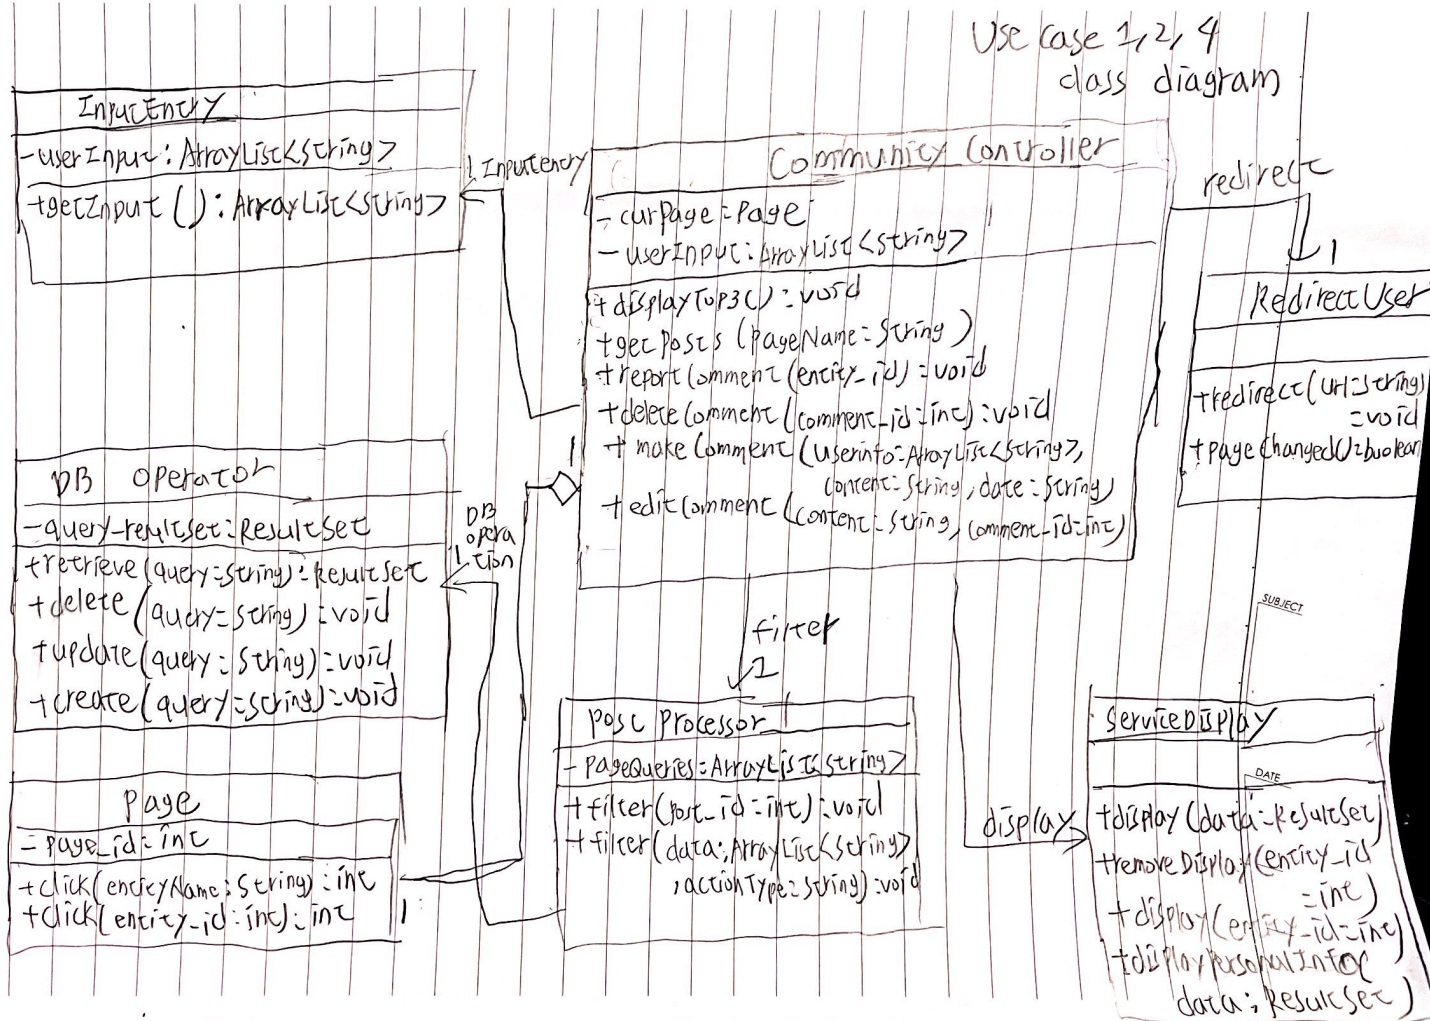 Use case 1, 2, 4
class diagram
InputEntry
- userInput : ArrayList<String>
+ getInput () : ArrayList<String>
1 Inputentry
Community Controller
- curPage : Page
- userInput : ArrayList<String>
+ displayTop3() : void
+ getPosts (pageName : String)
+ reportComment (entity_id) : void
+ deleteComment (comment_id : int) : void
+ makeComment (userinfo : ArrayList<String>,
content : String, date : String)
+ editComment (content : String, comment_id : int)
1
redirect
1
RedirectUser
+ redirect (url : String)
: void
+ pageChanged() : boolean
DB Operator
- query-resultset : ResultSet
+ retrieve (query : String) : ResultSet
+ delete (query : String) : void
+ update (query : String) : void
+ create (query : String) : void
DB
opera
1 tion
filter
1
Page
- page_id : int
+ click (entityName : String) : int
+ click (entity_id : int) : int
1
Post Processor
- PageQueries : ArrayList<String>
+ filter (post_id : int) : void
+ filter (data : ArrayList<String>
, actionType : String) : void
display
SUBJECT
ServiceDisplay
DATE
+ display (data : ResultSet)
+ removeDisplay (entity_id
: int)
+ display (entity_id : int)
+ displayPersonalInfo (
data : ResultSet)